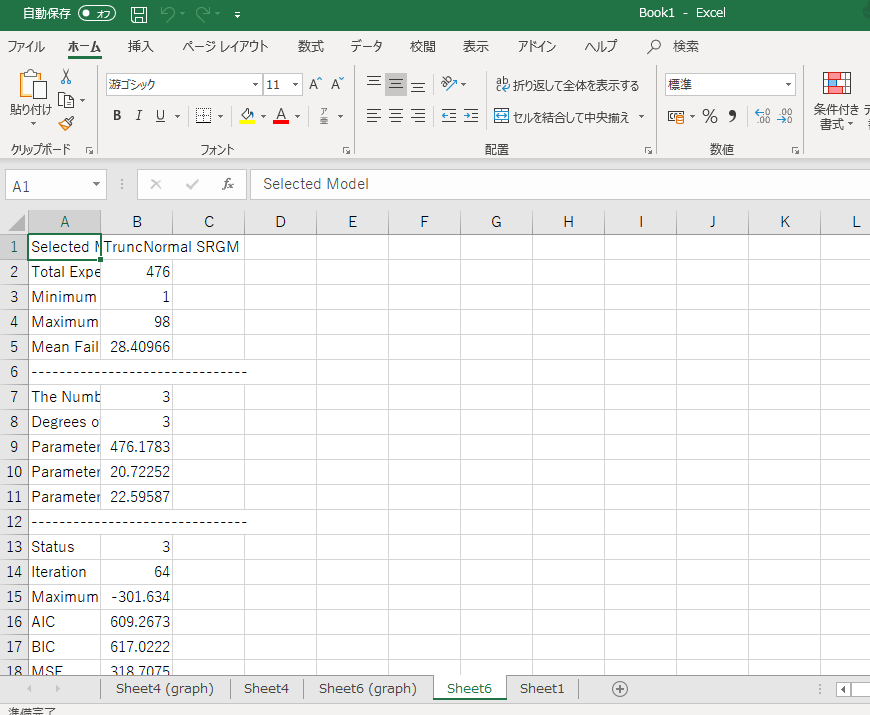 自動保存 オフ Book1 - Excel
ファイル ホーム 挿入 ページ レイアウト 数式 データ 校閲 表示 アドイン ヘルプ 検索
貼り付け 游ゴシック 11 A A ab 折り返して全体を表示する 標準 条件付き
B I U A セルを結合して中央揃え % 書式
クリップボード フォント 配置 数値
A1 fx Selected Model
A B C D E F G H I J K L
1 Selected M TruncNormal SRGM
2 Total Expe 476
3 Minimum 1
4 Maximum 98
5 Mean Fail 28.40966
6 -------------------------------
7 The Numb 3
8 Degrees o 3
9 Parameter 476.1783
10 Parameter 20.72252
11 Parameter 22.59587
12 -------------------------------
13 Status 3
14 Iteration 64
15 Maximum -301.634
16 AIC 609.2673
17 BIC 617.0222
18 MSE 318.7075
Sheet4 (graph) Sheet4 Sheet6 (graph) Sheet6 Sheet1
準備完了